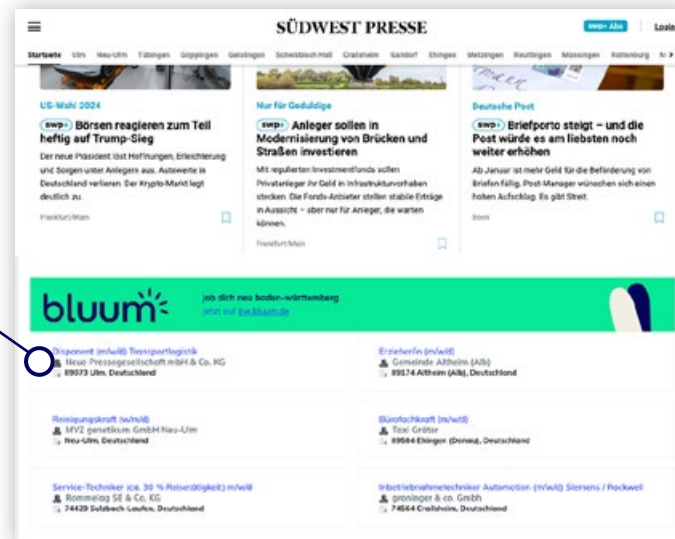 SÜDWEST PRESSE
swp+ Abo
Login
Startseite Ulm Neu-Ulm Tübingen Göppingen Geislingen Schwäbisch Hall Crailsheim Gaildorf Ehingen Metzingen Reutlingen Münsingen Rottenburg
US-Wahl 2024
swp+ Börsen reagieren zum Teil
heftig auf Trump-Sieg
Der neue Präsident löst Hoffnungen, Erleichterung
und Sorgen unter Anlegern aus. Autowerte in
Deutschland verlieren. Der Krypto-Markt legt
deutlich zu.
Frankfurt/Main
Nur für Geduldige
swp+ Anleger sollen in
Modernisierung von Brücken und
Straßen investieren
Mit regulierten Investmentfonds sollen
Privatanleger ihr Geld in Infrastrukturvorhaben
stecken. Die Fonds-Anbieter stellen stabile Erträge
in Aussicht – aber nur für Anleger, die warten
können.
Frankfurt/Main
mann
Deutsche Post
swp+ Briefporto steigt – und die
Post würde es am liebsten noch
weiter erhöhen
Ab Januar ist mehr Geld für die Beförderung von
Briefen fällig. Post-Manager wünschen sich einen
hohen Aufschlag. Es gibt Streit.
Bonn
bluum
job dich neu baden-württemberg
Jetzt auf bw.bluum.de
Disponent (m/w/d) Transportlogistik
Neue Pressegesellschaft mbH & Co. KG
89073 Ulm, Deutschland
Erzieher/in (m/w/d)
Gemeinde Altheim (Alb)
89174 Altheim (Alb), Deutschland
Reinigungskraft (w/m/d)
MVZ genetikum GmbH Neu-Ulm
Neu-Ulm, Deutschland
Bürofachkraft (m/w/d)
Taxi Gräter
89584 Ehingen (Donau), Deutschland
Service-Techniker (ca. 30 % Reisetätigkeit) m/w/d
Rommelag SE & Co. KG
74429 Sulzbach-Laufen, Deutschland
Inbetriebnahmetechniker Automation (m/w/d) Siemens / Rockwell
groninger & co. GmbH
74564 Crailsheim, Deutschland